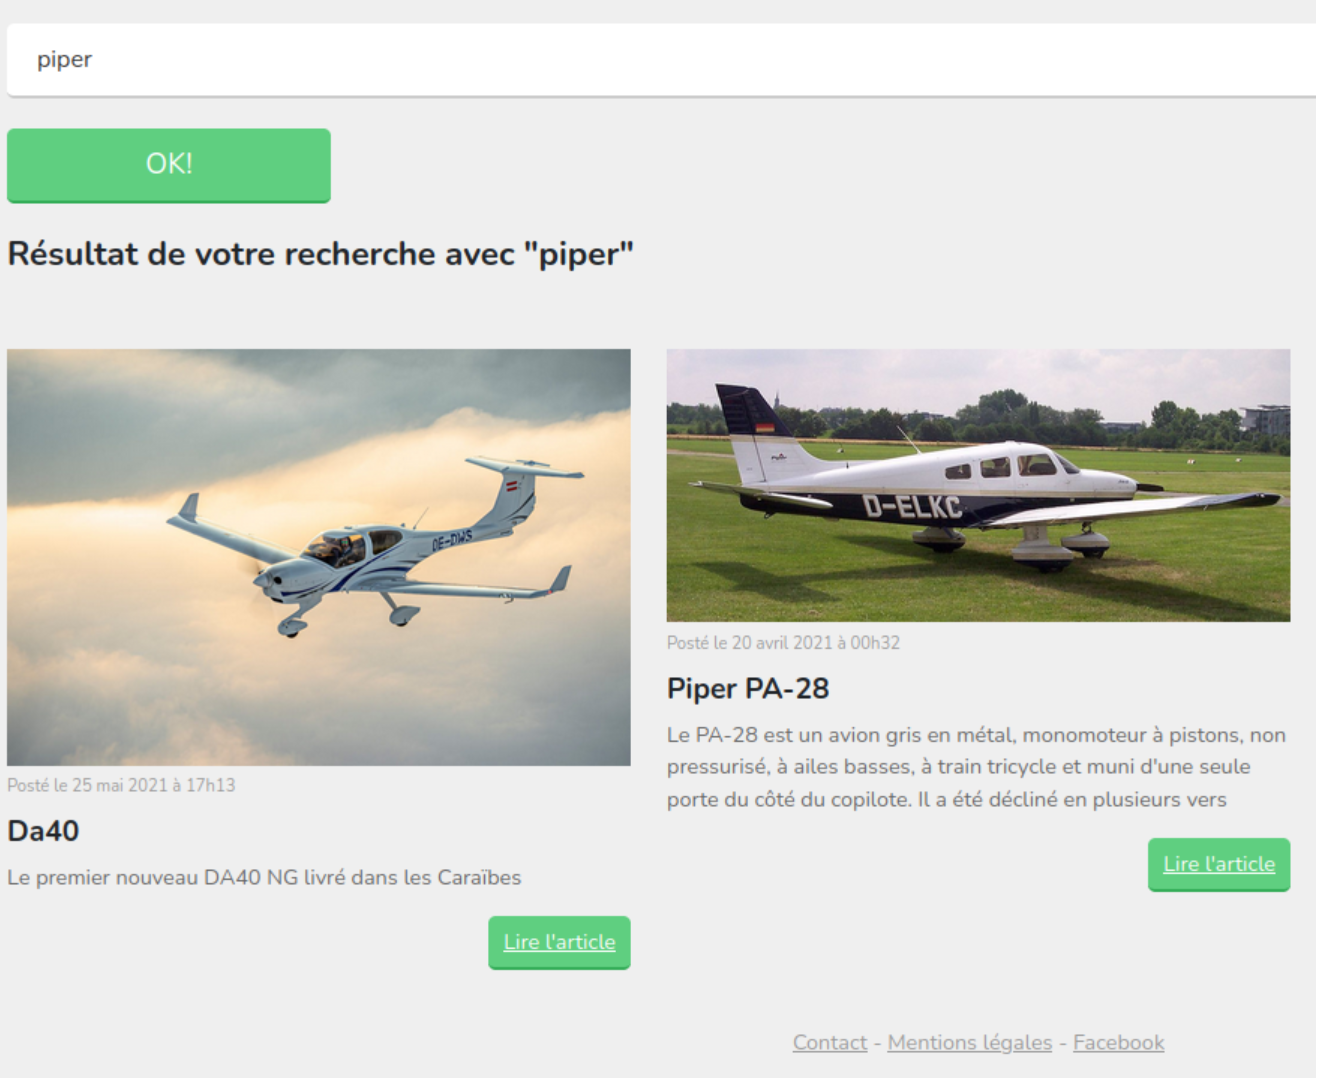 piper
OK!
Résultat de votre recherche avec "piper"
OE-DWS
Posté le 25 mai 2021 à 17h13
Da40
Le premier nouveau DA40 NG livré dans les Caraïbes
Lire l'article
Piper
D-ELKC
Posté le 20 avril 2021 à 00h32
Piper PA-28
Le PA-28 est un avion gris en métal, monomoteur à pistons, non
pressurisé, à ailes basses, à train tricycle et muni d'une seule
porte du côté du copilote. Il a été décliné en plusieurs vers
Lire l'article
Contact - Mentions légales - Facebook